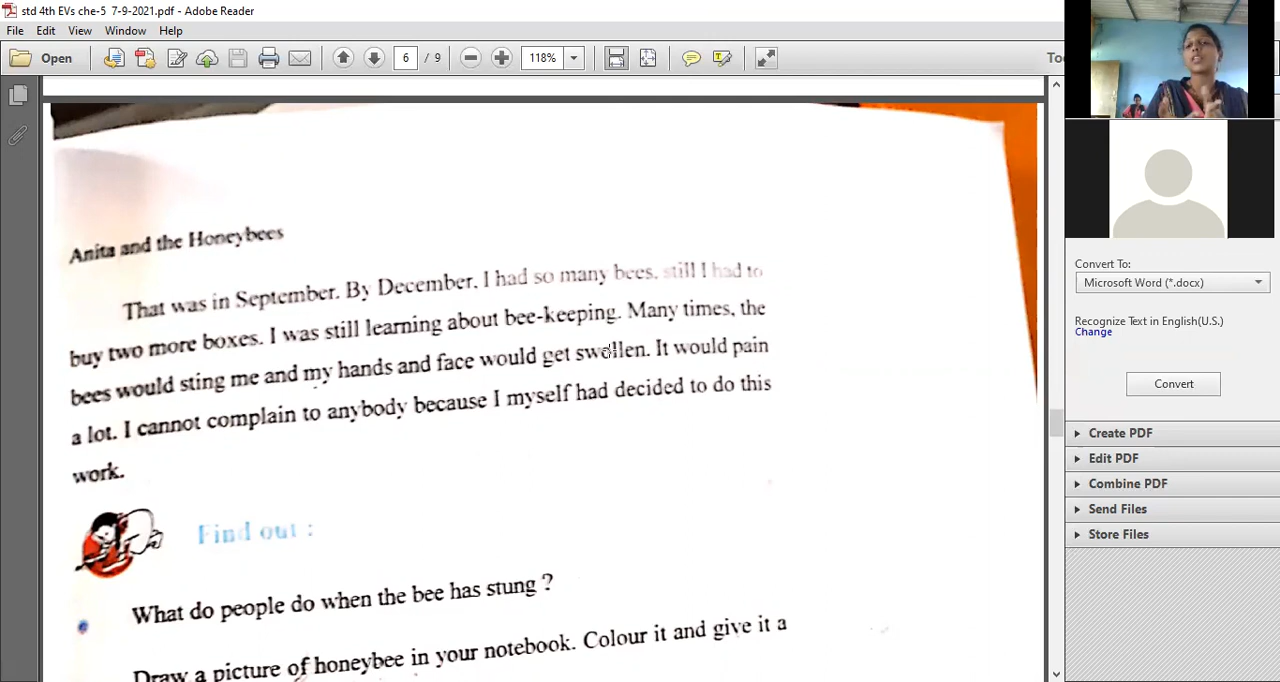 std 4th EVs che-5 7-9-2021.pdf - Adobe Reader
File Edit View Window Help
Open 6 / 9 118%
Anita and the Honeybees
That was in September. By December, I had so many bees, still I had to
buy two more boxes. I was still learning about bee-keeping. Many times, the
bees would sting me and my hands and face would get swollen. It would pain
a lot. I cannot complain to anybody because I myself had decided to do this
work.
Find out :
What do people do when the bee has stung ?
Draw a picture of honeybee in your notebook. Colour it and give it a
Convert To:
Microsoft Word (*.docx)
Recognize Text in English(U.S.)
Change
Convert
Create PDF
Edit PDF
Combine PDF
Send Files
Store Files